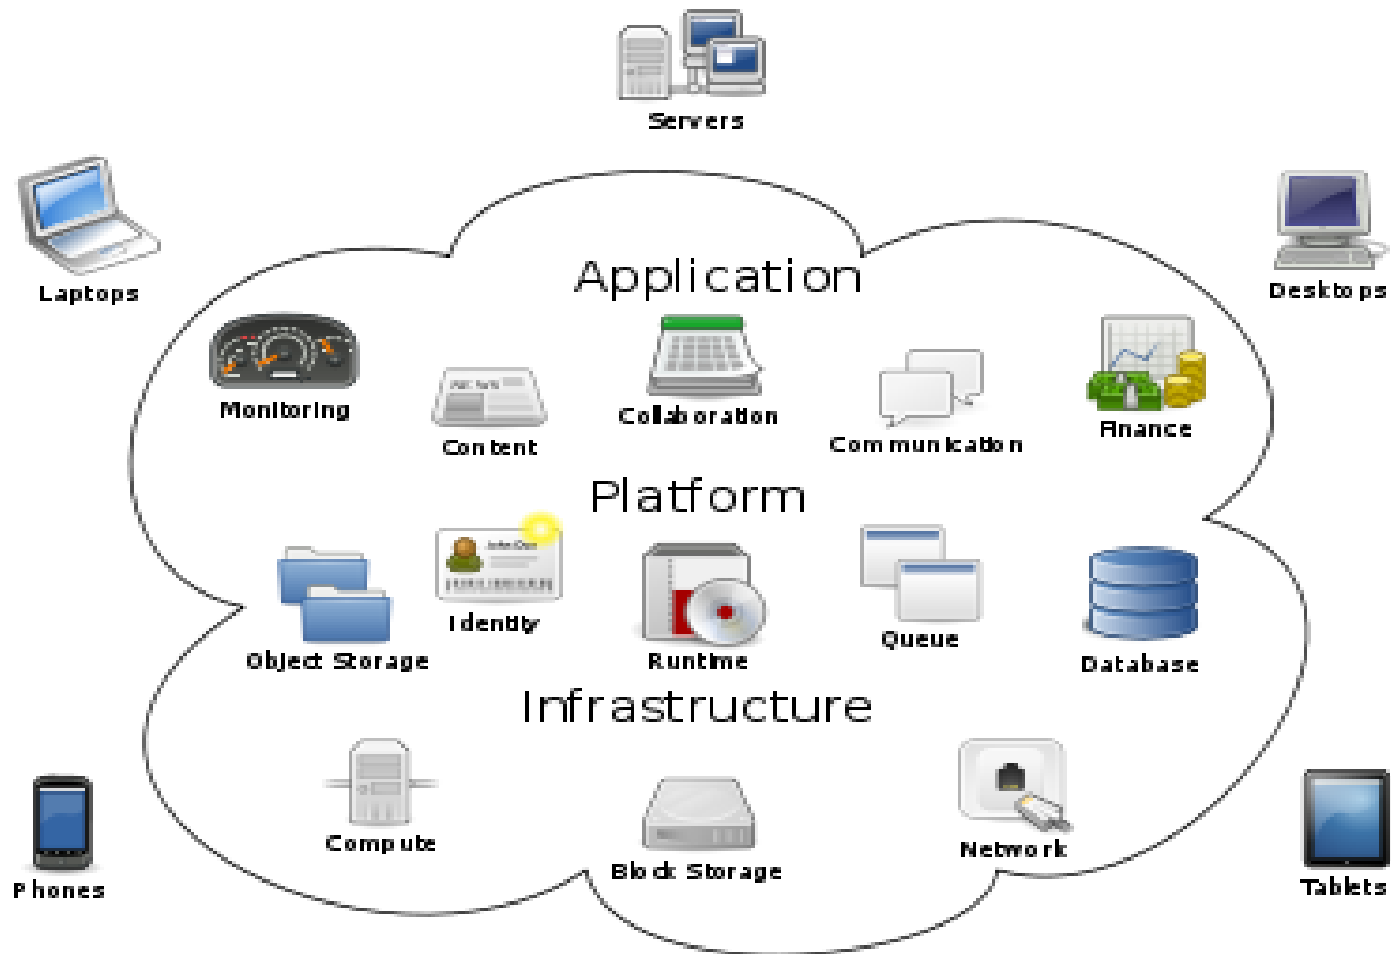 Servers
Laptops
Desktops
Application
Monitoring
Content
Collaboration
Communication
Finance
Platform
Object Storage
Identity
Runtime
Queue
Database
Infrastructure
Compute
Block Storage
Network
Phones
Tablets